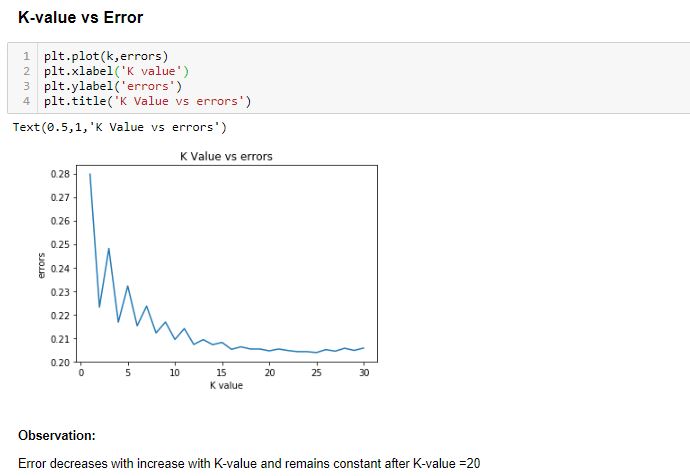 K-value vs Error
1 plt.plot(k,errors)
2 plt.xlabel('K value')
3 plt.ylabel('errors')
4 plt.title('K Value vs errors')
Text(0.5,1,'K Value vs errors')
K Value vs errors
0.28
0.27
0.26
0.25
0.24
0.23
0.22
0.21
0.20
errors
0 5 10 15 20 25 30
K value
Observation:
Error decreases with increase with K-value and remains constant after K-value =20